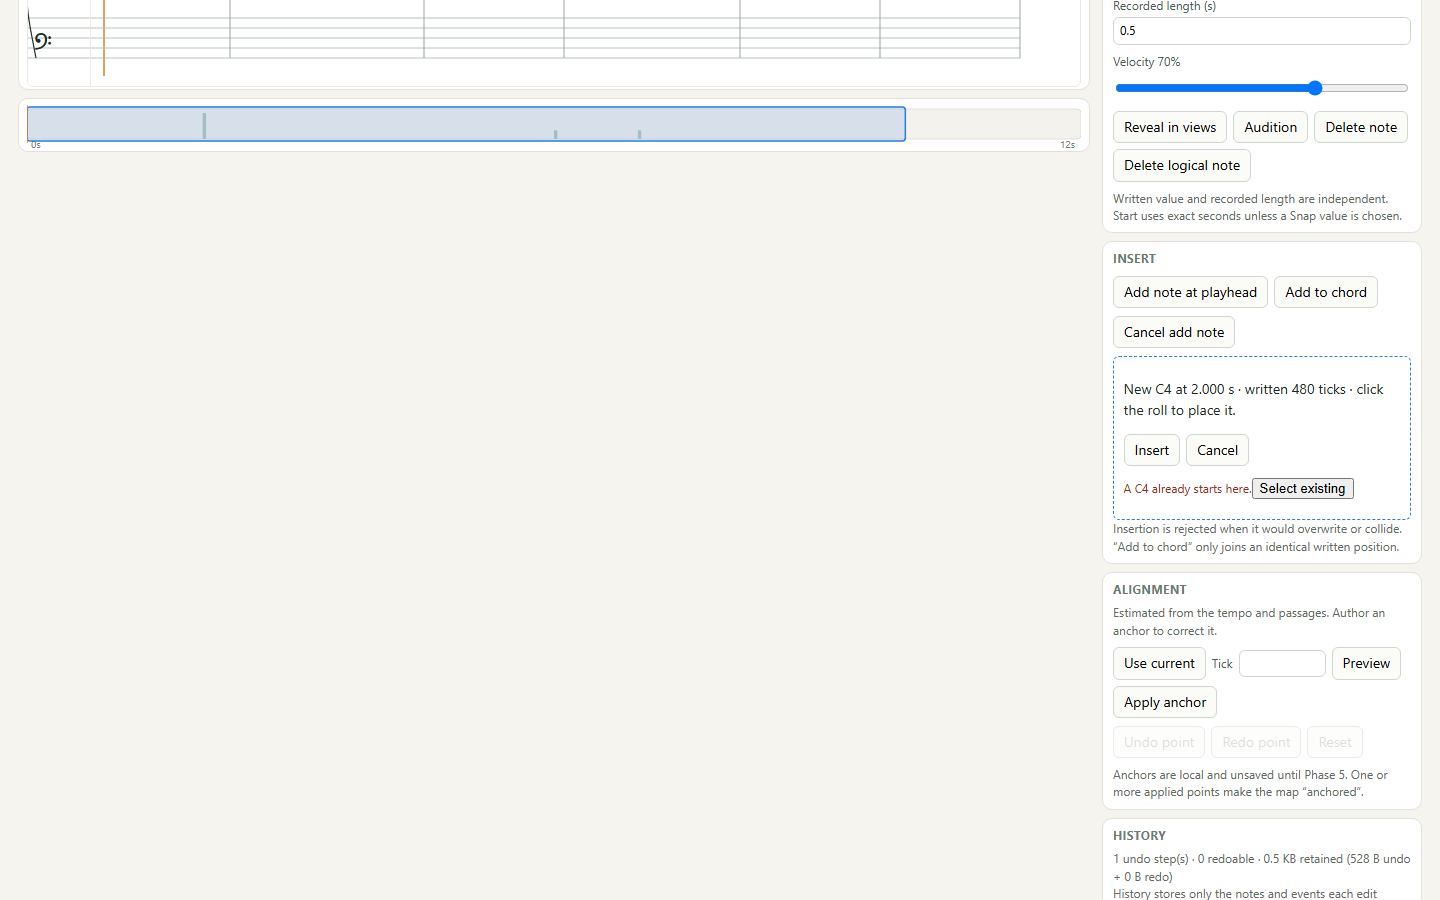 0s
12s
Recorded length (s)
0.5
Velocity 70%
Reveal in views
Audition
Delete note
Delete logical note
Written value and recorded length are independent.
Start uses exact seconds unless a Snap value is chosen.
INSERT
Add note at playhead
Add to chord
Cancel add note
New C4 at 2.000 s · written 480 ticks · click
the roll to place it.
Insert
Cancel
A C4 already starts here.
Select existing
Insertion is rejected when it would overwrite or collide.
“Add to chord” only joins an identical written position.
ALIGNMENT
Estimated from the tempo and passages. Author an
anchor to correct it.
Use current
Tick
Preview
Apply anchor
Undo point
Redo point
Reset
Anchors are local and unsaved until Phase 5. One or
more applied points make the map “anchored”.
HISTORY
1 undo step(s) · 0 redoable · 0.5 KB retained (528 B undo
+ 0 B redo)
History stores only the notes and events each edit